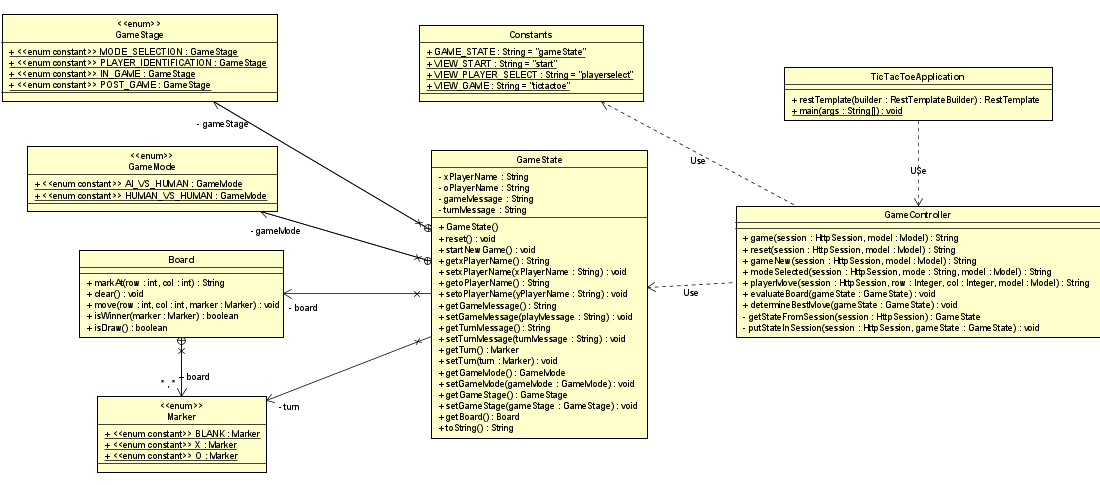 <<enum>>
GameStage
+ <<enum constant>> MODE_SELECTION : GameStage
+ <<enum constant>> PLAYER_IDENTIFICATION : GameStage
+ <<enum constant>> IN_GAME : GameStage
+ <<enum constant>> POST_GAME : GameStage
Constants
+ GAME_STATE : String = "gameState"
+ VIEW_START : String = "start"
+ VIEW_PLAYER_SELECT : String = "playerselect"
+ VIEW_GAME : String = "tictactoe"
TicTacToeApplication
+ restTemplate(builder : RestTemplateBuilder) : RestTemplate
+ main(args : String[]) : void
- gameStage
Use
USe
<<enum>>
GameMode
+ <<enum constant>> AI_VS_HUMAN : GameMode
+ <<enum constant>> HUMAN_VS_HUMAN : GameMode
- gameMode
GameState
- xPlayerName : String
- oPlayerName : String
- gameMessage : String
- turnMessage : String
+ GameState()
+ reset() : void
+ startNewGame() : void
+ getxPlayerName() : String
+ setxPlayerName(xPlayerName : String) : void
+ getoPlayerName() : String
+ setoPlayerName(yPlayerName : String) : void
+ getGameMessage() : String
+ setGameMessage(playMessage : String) : void
+ getTurnMessage() : String
+ setTurnMessage(turnMessage : String) : void
+ getTurn() : Marker
+ setTurn(turn : Marker) : void
+ getGameMode() : GameMode
+ setGameMode(gameMode : GameMode) : void
+ getGameStage() : GameStage
+ setGameStage(gameStage : GameStage) : void
+ getBoard() : Board
+ toString() : String
GameController
+ game(session : HttpSession, model : Model) : String
+ reset(session : HttpSession, model : Model) : String
+ gameNew(session : HttpSession, model : Model) : String
+ modeSelected(session : HttpSession, mode : String, model : Model) : String
+ playerMove(session : HttpSession, row : Integer, col : Integer, model : Model) : String
+ evaluateBoard(gameState : GameState) : void
+ determineBestMove(gameState : GameState) : void
- getStateFromSession(session : HttpSession) : GameState
- putStateInSession(session : HttpSession, gameState : GameState) : void
Use
Board
+ markAt(row : int, col : int) : Marker
+ clear() : void
+ move(row : int, col : int, marker : Marker) : void
+ isWinner(marker : Marker) : boolean
+ isDraw() : boolean
- board
- board
*..*
- turn
<<enum>>
Marker
+ <<enum constant>> BLANK : Marker
+ <<enum constant>> X : Marker
+ <<enum constant>> O : Marker